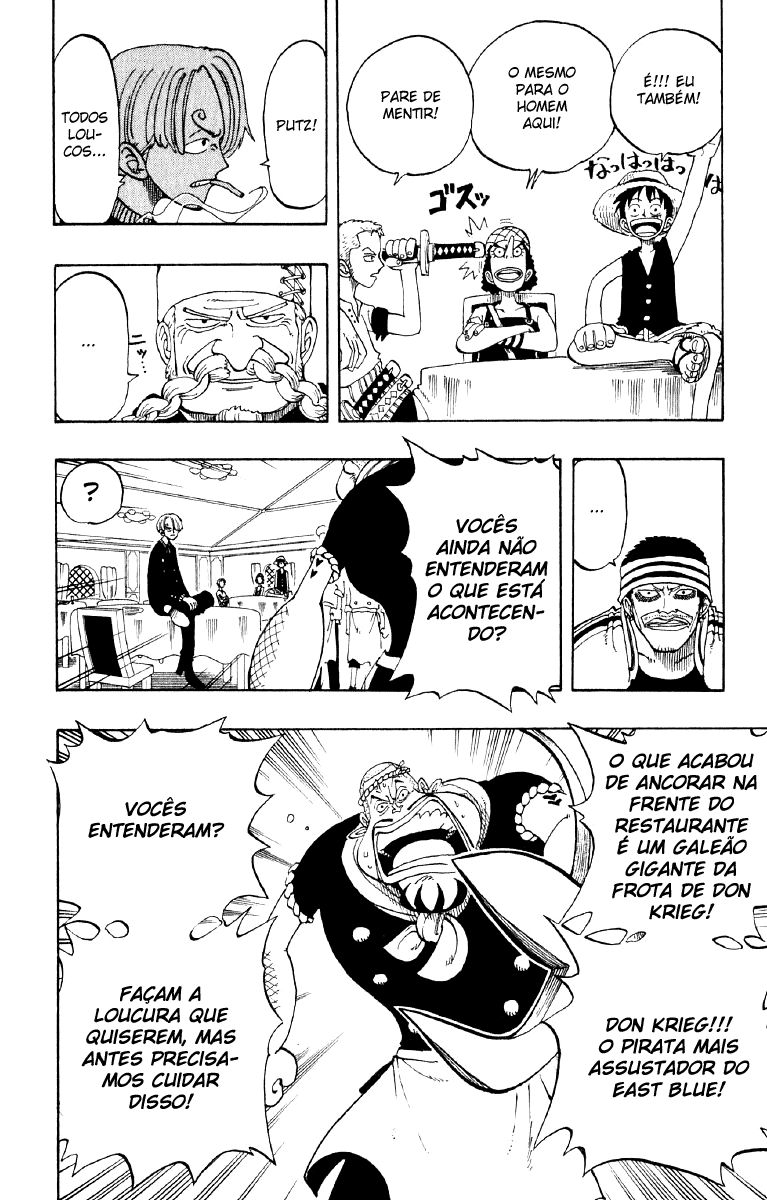 É!!! EU
TAMBÉM!
O MESMO
PARA O
HOMEM
AQUI!
PARE DE
MENTIR!
なっはっはっ
は
ゴスッ
PUTZ!
TODOS
LOU-
COS...
...
...
VOCÊS
AINDA NÃO
ENTENDERAM
O QUE ESTÁ
ACONTECEN-
DO?
?
O QUE ACABOU
DE ANCORAR NA
FRENTE DO
RESTAURANTE
É UM GALEÃO
GIGANTE DA
FROTA DE DON
KRIEG!
DON KRIEG!!!
O PIRATA MAIS
ASSUSTADOR DO
EAST BLUE!
VOCÊS
ENTENDERAM?
FAÇAM A
LOUCURA QUE
QUISEREM, MAS
ANTES PRECISA-
MOS CUIDAR
DISSO!